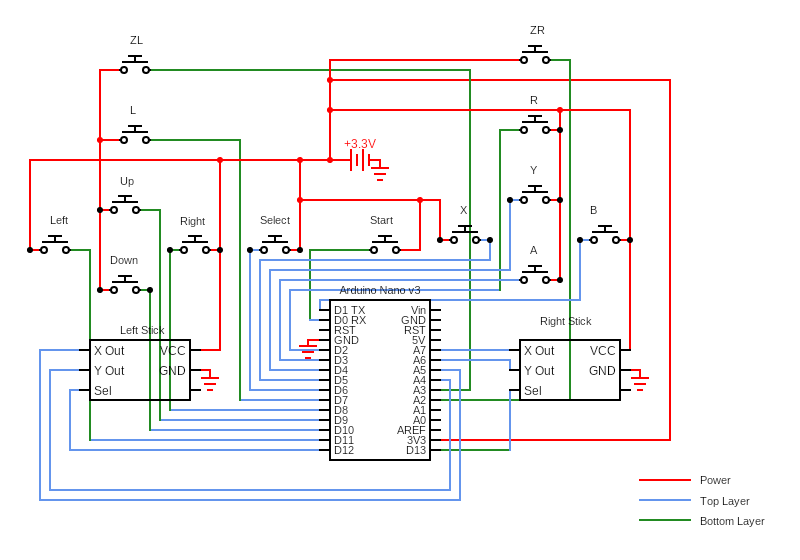 ZL
ZR
L
R
+3.3V
Up
Y
Left
Right
Select
Start
X
B
Down
A
Arduino Nano v3
Left Stick
X Out
VCC
Y Out
GND
Sel
D1 TX
Vin
D0 RX
GND
RST
RST
GND
5V
D2
A7
D3
A6
D4
A5
D5
A4
D6
A3
D7
A2
D8
A1
D9
A0
D10
AREF
D11
3V3
D12
D13
Right Stick
X Out
VCC
Y Out
GND
Sel
Power
Top Layer
Bottom Layer